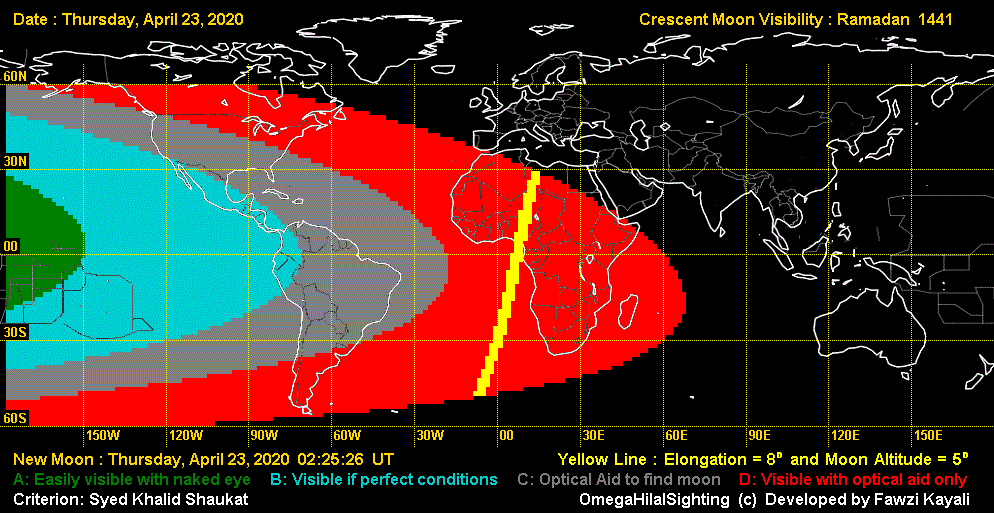 Date : Thursday, April 23, 2020 Crescent Moon Visibility : Ramadan 1441
60N
30N
00
30S
60S
150W 120W 90W 60W 30W 00 30E 60E 90E 120E 150E
New Moon : Thursday, April 23, 2020 02:25:26 UT Yellow Line : Elongation = 8º and Moon Altitude = 5º
A: Easily visible with naked eye B: Visible if perfect conditions C: Optical Aid to find moon D: Visible with optical aid only
Criterion: Syed Khalid Shaukat OmegaHilalSighting (c) Developed by Fawzi Kayali